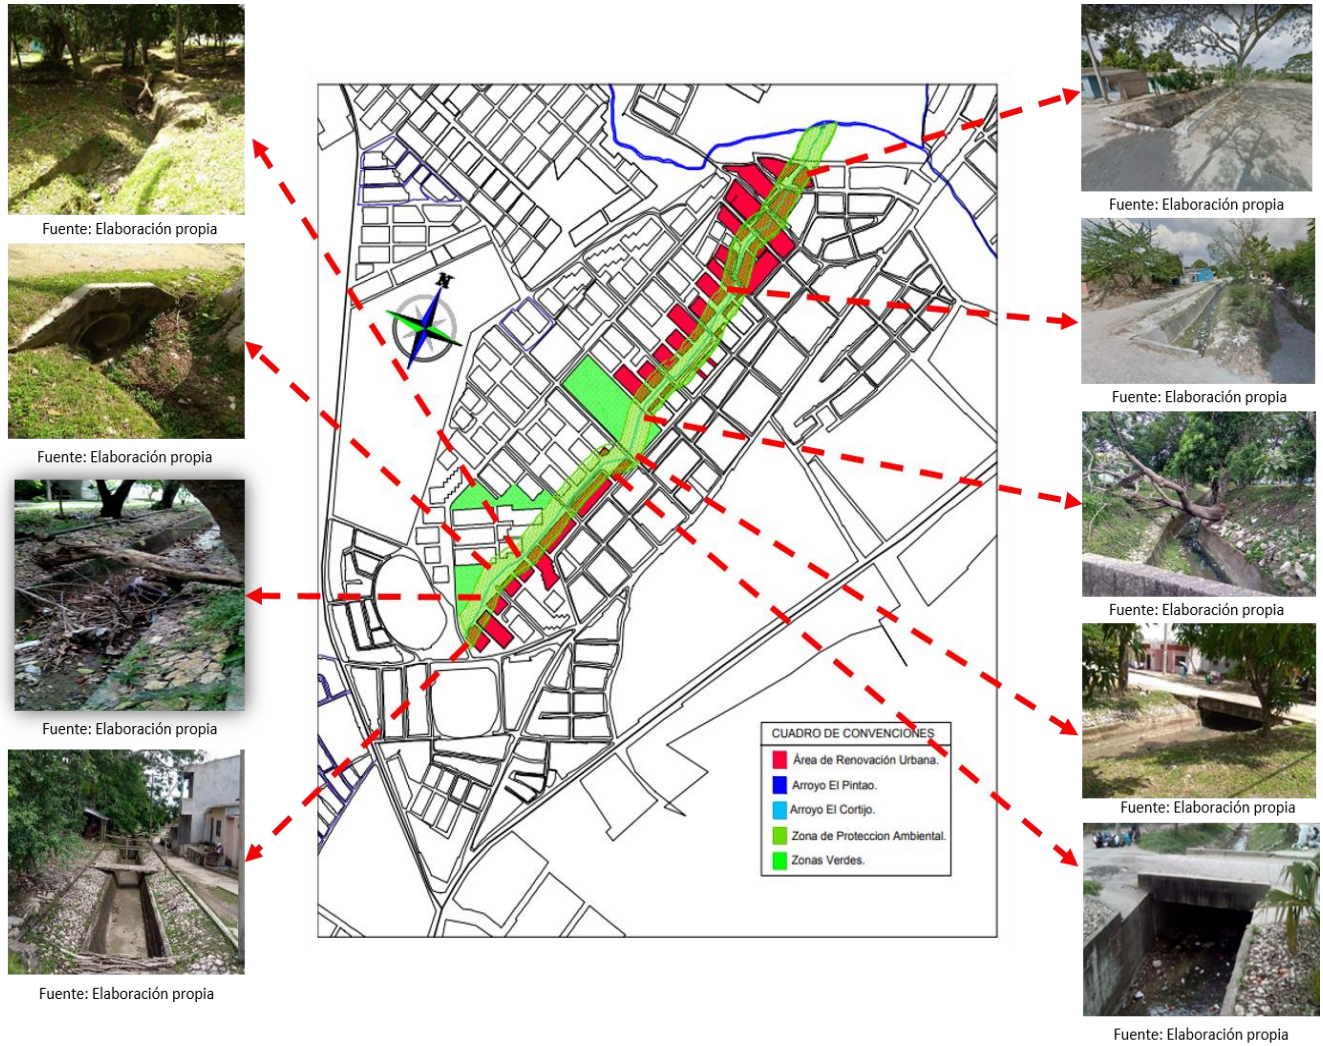 Fuente: Elaboración propia
Fuente: Elaboración propia
Fuente: Elaboración propia
Fuente: Elaboración propia
N
CUADRO DE CONVENCIONES
Área de Renovación Urbana.
Arroyo El Pintao.
Arroyo El Cortijo.
Zona de Proteccion Ambiental.
Zonas Verdes.
Fuente: Elaboración propia
Fuente: Elaboración propia
Fuente: Elaboración propia
Fuente: Elaboración propia
Fuente: Elaboración propia